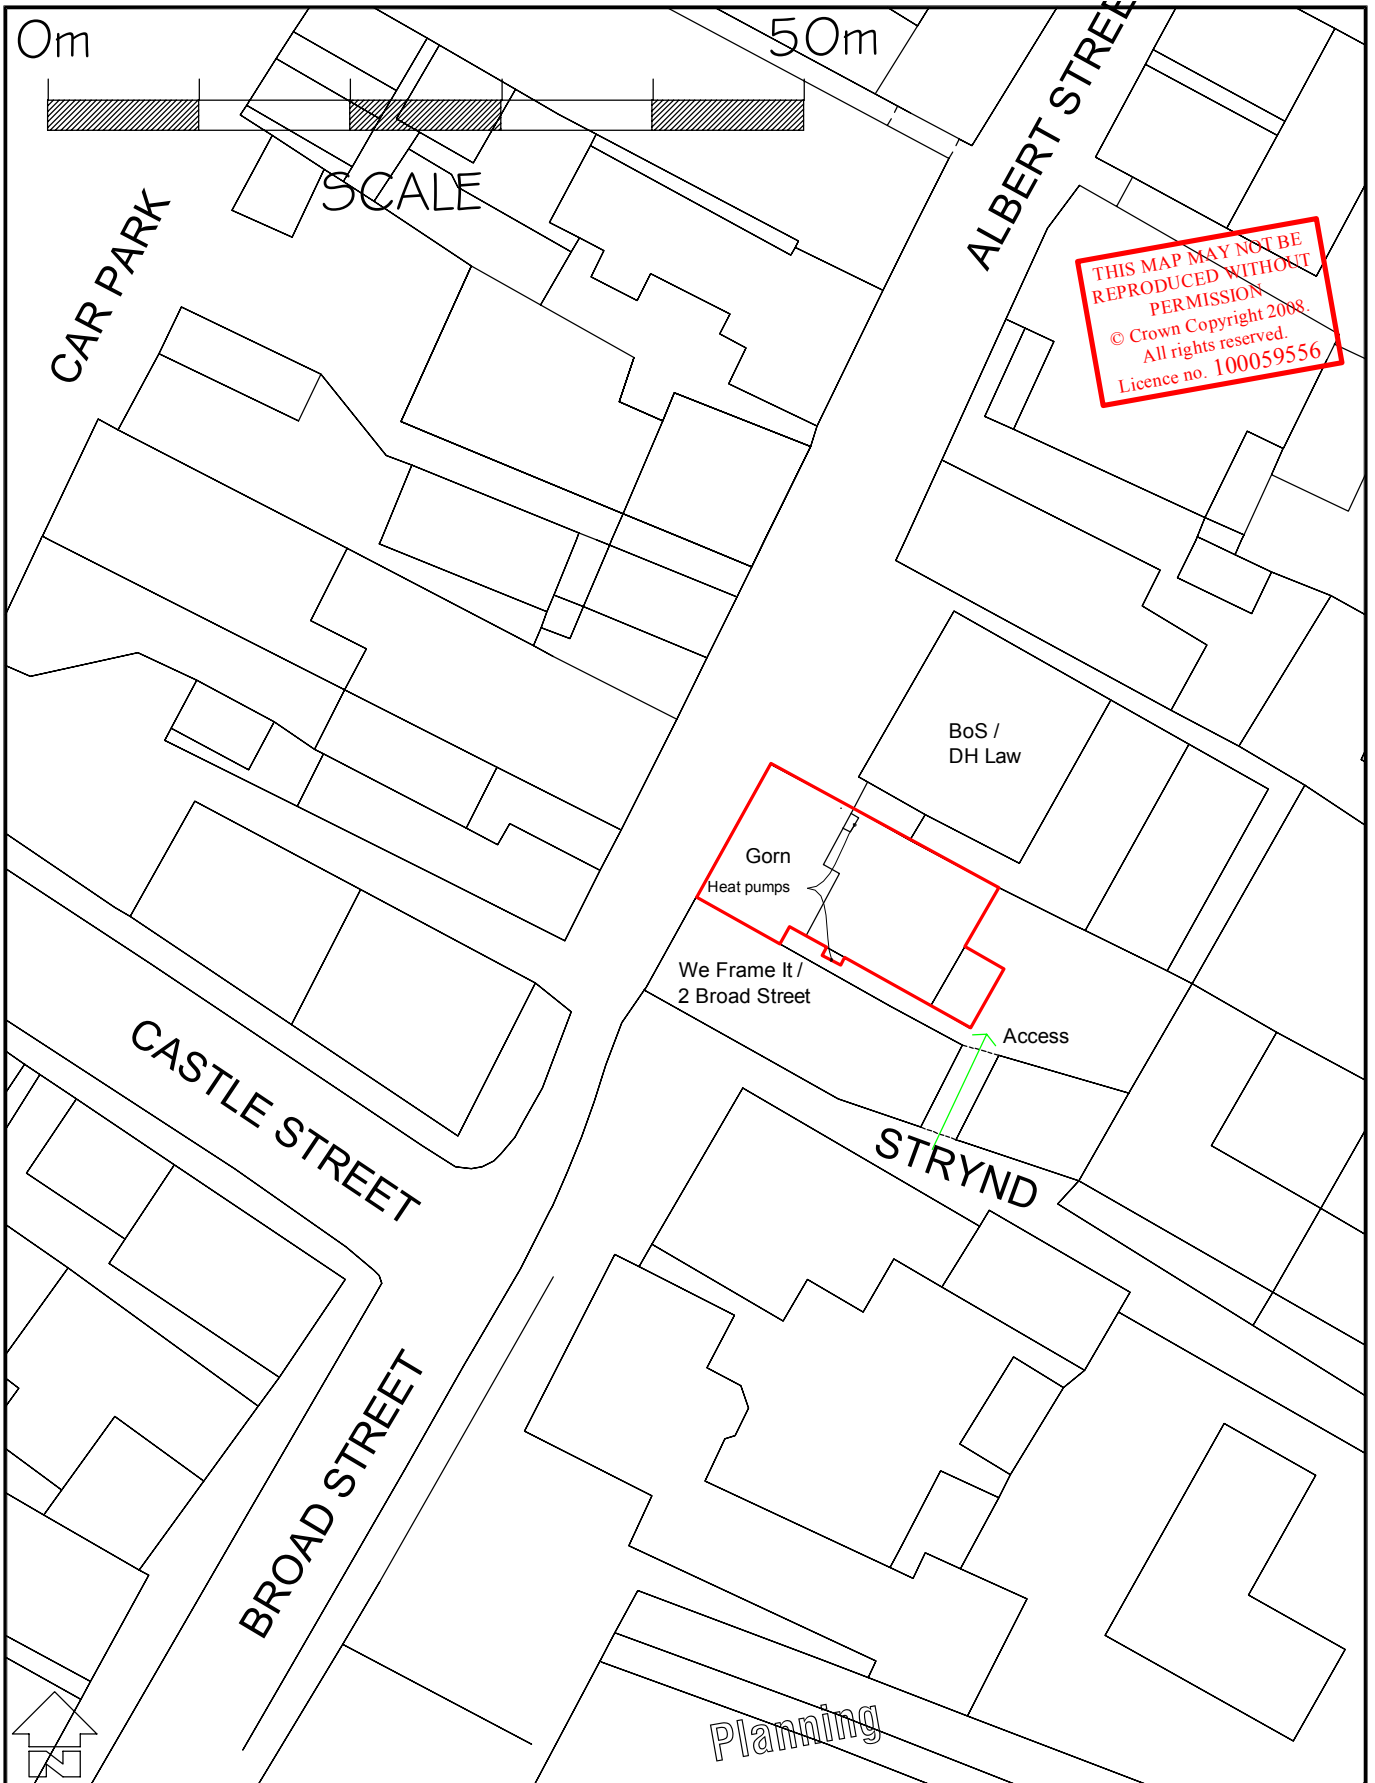 0m
50m
SCALE
CAR PARK
ALBERT STREE
THIS MAP MAY NOT BE
REPRODUCED WITHOUT
PERMISSION
© Crown Copyright 2008.
All rights reserved.
Licence no. 100059556
BoS /
DH Law
Gorn
Heat pumps
We Frame It /
2 Broad Street
Access
CASTLE STREET
STRYND
BROAD STREET
Planning
N